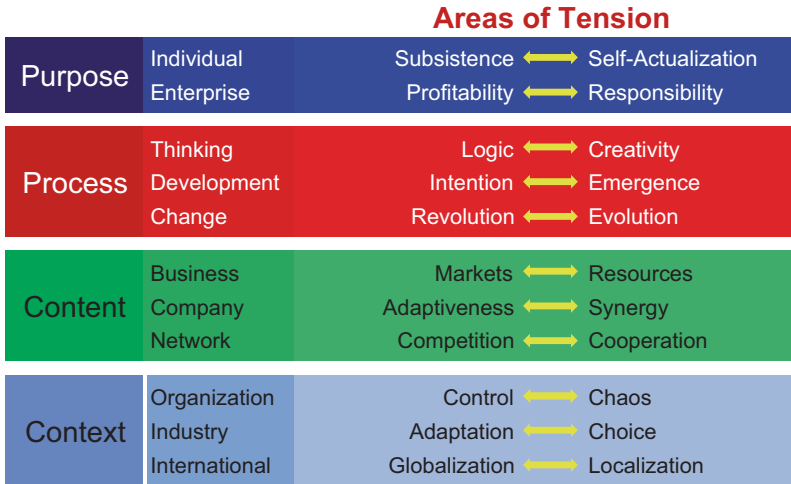 Areas of Tension
Purpose
Individual Subsistence Self-Actualization
Enterprise Profitability Responsibility
Process
Thinking Logic Creativity
Development Intention Emergence
Change Revolution Evolution
Content
Business Markets Resources
Company Adaptiveness Synergy
Network Competition Cooperation
Context
Organization Control Chaos
Industry Adaptation Choice
International Globalization Localization